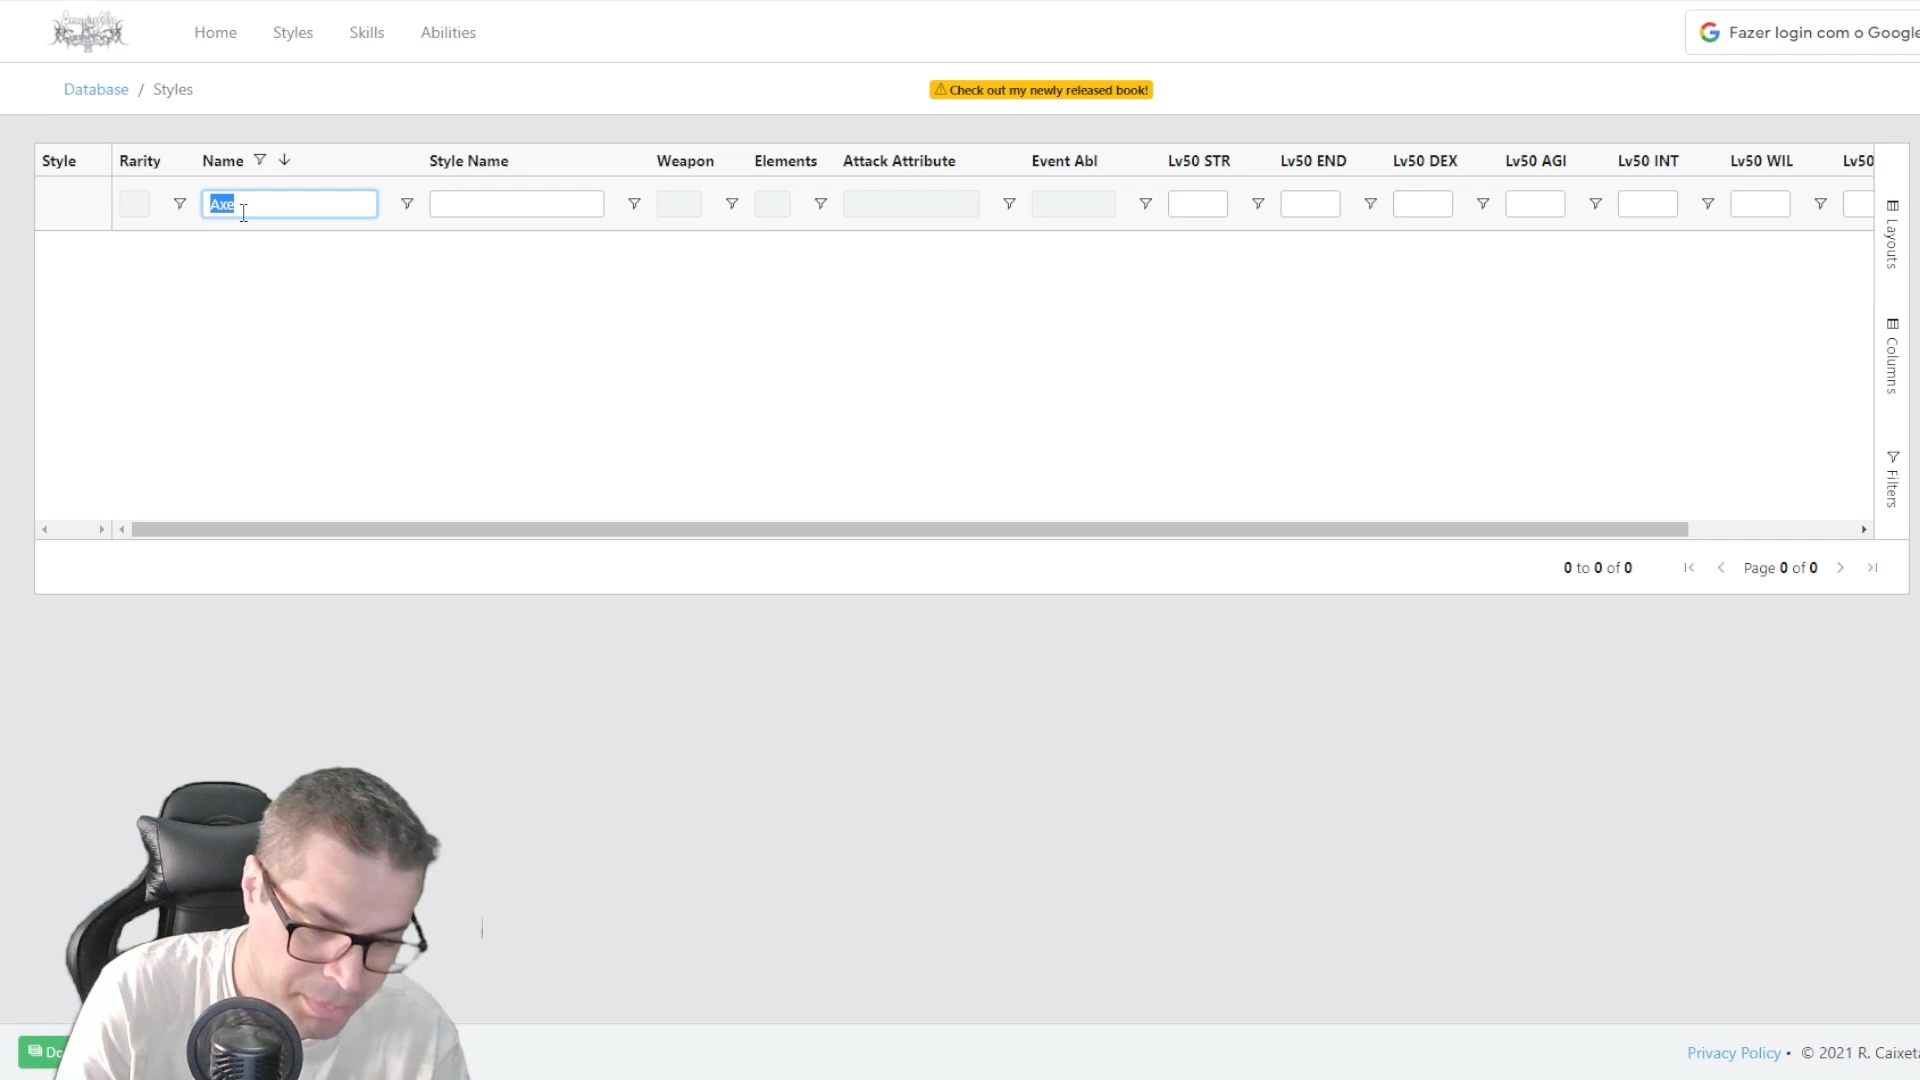 Home Styles Skills Abilities
Fazer login com o Google
Database / Styles
⚠ Check out my newly released book!
Style Rarity Name Style Name Weapon Elements Attack Attribute Event Abl Lv50 STR Lv50 END Lv50 DEX Lv50 AGI Lv50 INT Lv50 WIL Lv50
Axe
Layouts
Columns
Filters
0 to 0 of 0 Page 0 of 0
Privacy Policy • © 2021 R. Caixeta